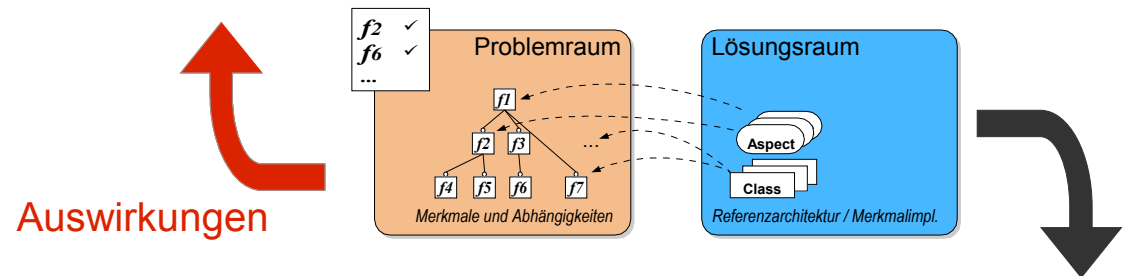 f2 ✓
f6 ✓
...
Problemraum
Lösungsraum
f1
f2 f3 ...
f4 f5 f6 f7
Merkmale und Abhängigkeiten
Aspect
Class
Referenzarchitektur / Merkmalimpl.
Auswirkungen